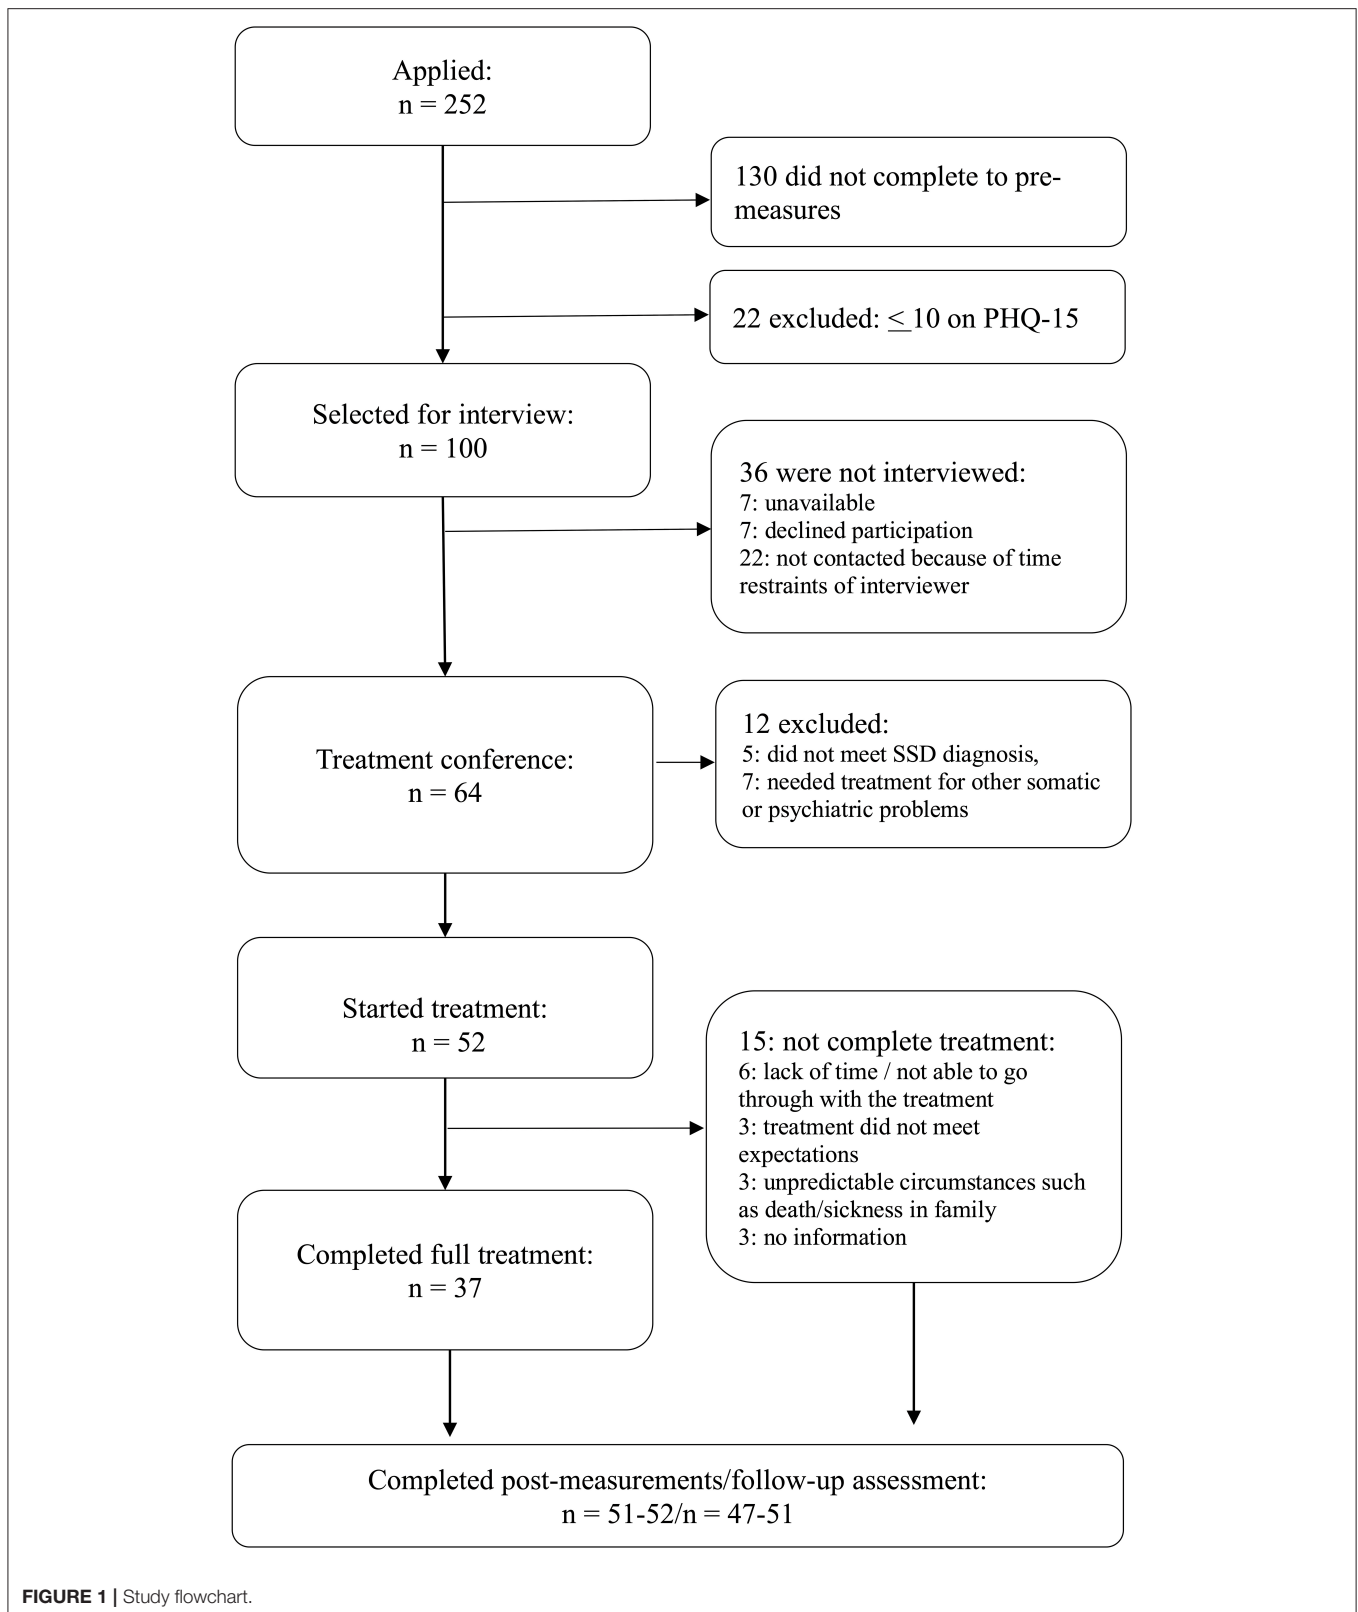 Applied:
n = 252
130 did not complete to pre-
measures
22 excluded: < 10 on PHQ-15
Selected for interview:
n = 100
36 were not interviewed:
7: unavailable
7: declined participation
22: not contacted because of time
restraints of interviewer
Treatment conference:
n = 64
12 excluded:
5: did not meet SSD diagnosis,
7: needed treatment for other somatic
or psychiatric problems
Started treatment:
n = 52
15: not complete treatment:
6: lack of time / not able to go
through with the treatment
3: treatment did not meet
expectations
3: unpredictable circumstances such
as death/sickness in family
3: no information
Completed full treatment:
n = 37
Completed post-measurements/follow-up assessment:
n = 51-52/n = 47-51
FIGURE 1 | Study flowchart.